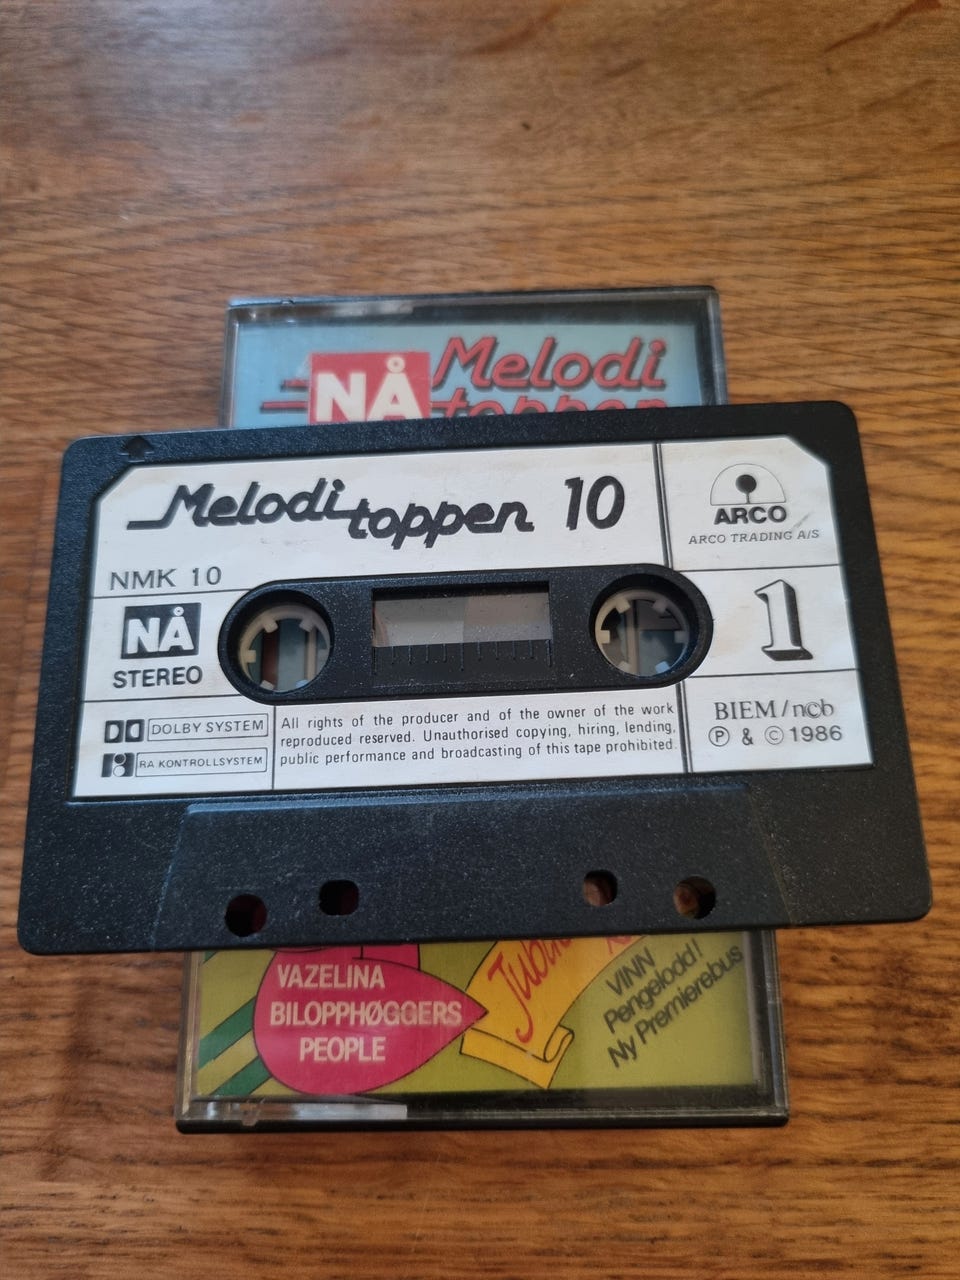 NÅ Melodi
toppen
Melodi toppen 10
ARCO
ARCO TRADING A/S
NMK 10
NÅ
STEREO
1
DOLBY SYSTEM
RA KONTROLLSYSTEM
All rights of the producer and of the owner of the work
reproduced reserved. Unauthorised copying, hiring, lending,
public performance and broadcasting of this tape prohibited.
BIEM/ncb
Ⓟ & © 1986
VAZELINA
BILOPPHØGGERS
PEOPLE
VINN
Pengelodd!
Ny Premierebus